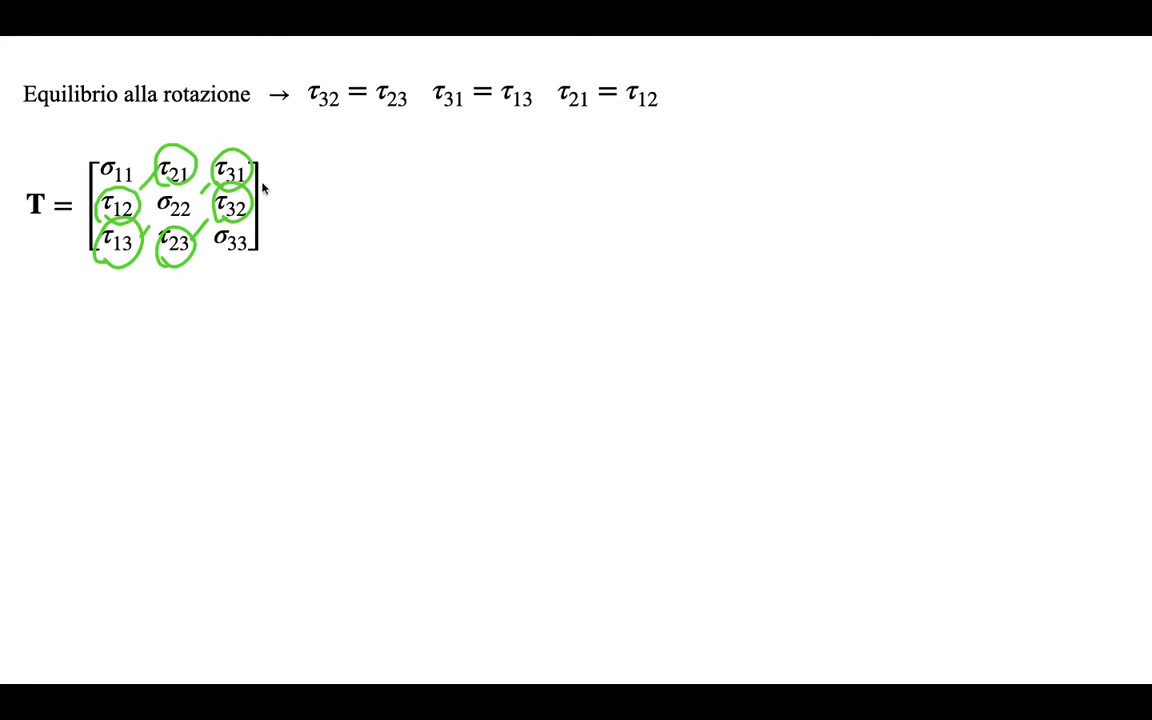 Equilibrio alla rotazione → τ₃₂ = τ₂₃ τ₃₁ = τ₁₃ τ₂₁ = τ₁₂
σ₁₁ τ₂₁ τ₃₁
T = τ₁₂ σ₂₂ τ₃₂
τ₁₃ τ₂₃ σ₃₃